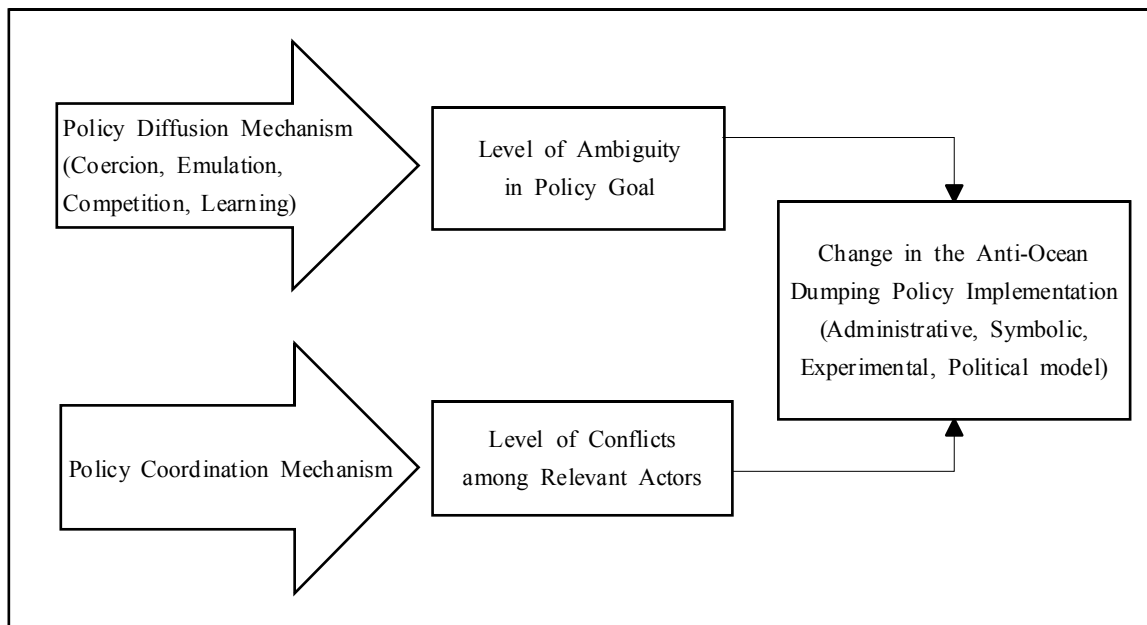 Policy Diffusion Mechanism
(Coercion, Emulation,
Competition, Learning)
Level of Ambiguity
in Policy Goal
Change in the Anti-Ocean
Dumping Policy Implementation
(Administrative, Symbolic,
Experimental, Political model)
Policy Coordination Mechanism
Level of Conflicts
among Relevant Actors